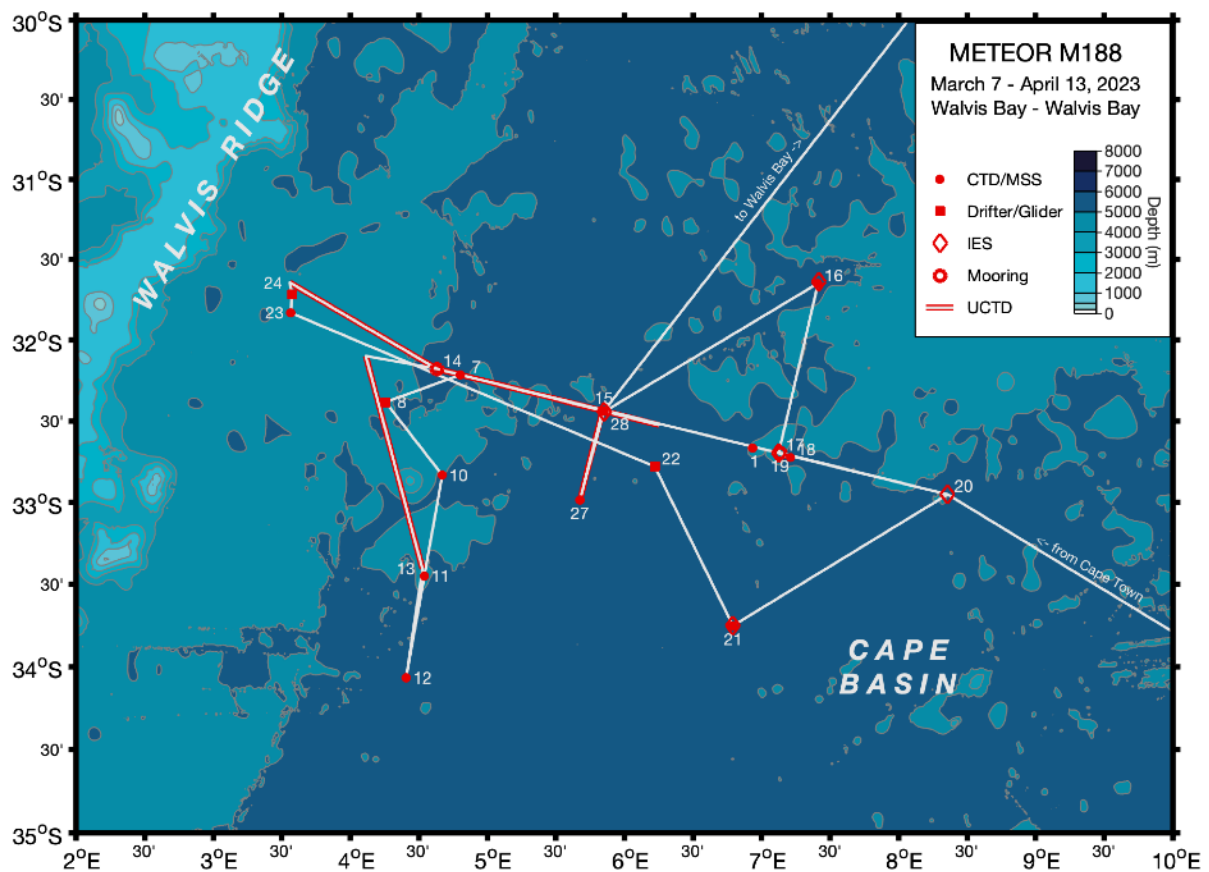 METEOR M188
March 7 - April 13, 2023
Walvis Bay - Walvis Bay
CTD/MSS
Drifter/Glider
IES
Mooring
UCTD
8000
7000
6000
5000
4000
3000
2000
1000
0
Depth (m)
30°S
30'
31°S
30'
32°S
30'
33°S
30'
34°S
30'
35°S
WALVIS RIDGE
to Walvis Bay ->
16
24
23
14
7
15
8
28
17
18
1
19
22
10
20
27
<- from Cape Town
13
11
21
12
CAPE
BASIN
2°E
30'
3°E
30'
4°E
30'
5°E
30'
6°E
30'
7°E
30'
8°E
30'
9°E
30'
10°E